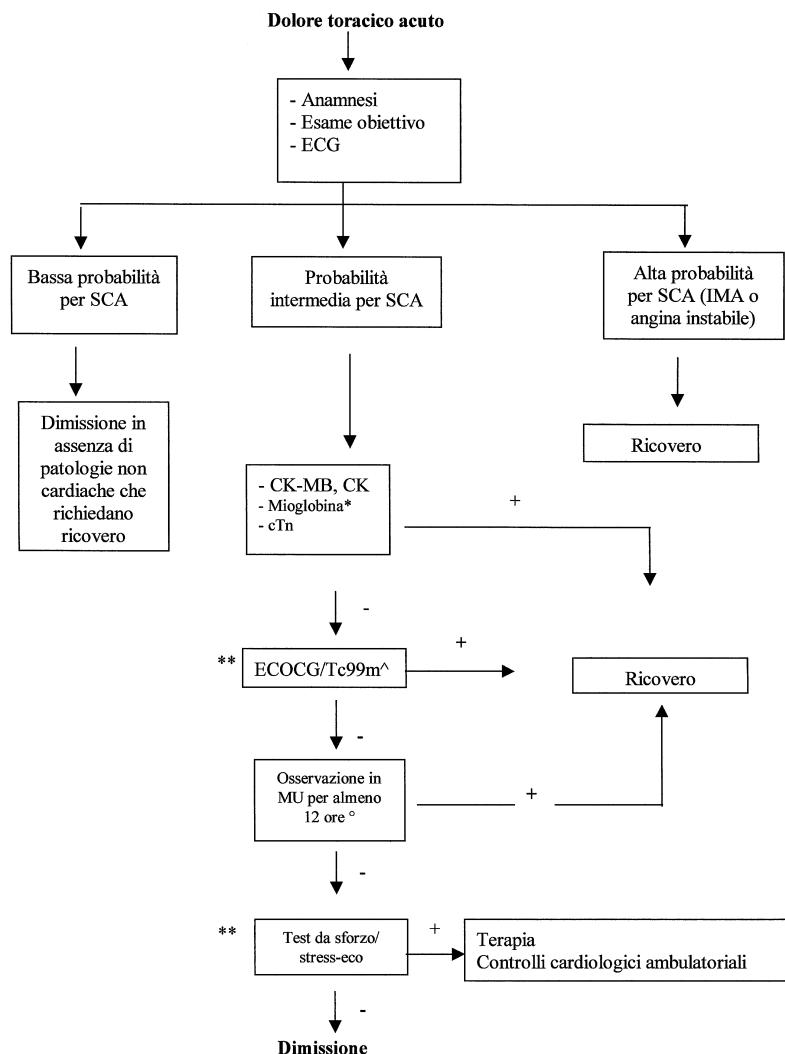 Dolore toracico acuto
- Anamnesi
- Esame obiettivo
- ECG
Bassa probabilità
per SCA
Probabilità
intermedia per SCA
Alta probabilità
per SCA (IMA o
angina instabile)
Dimissione in
assenza di
patologie non
cardiache che
richiedano
ricovero
Ricovero
- CK-MB, CK
- Mioglobina*
- cTn
+
-
** ECOCG/Tc99m^
+
Ricovero
-
Osservazione in
MU per almeno
12 ore °
+
-
** Test da sforzo/
stress-eco
+
Terapia
Controlli cardiologici ambulatoriali
-
Dimissione